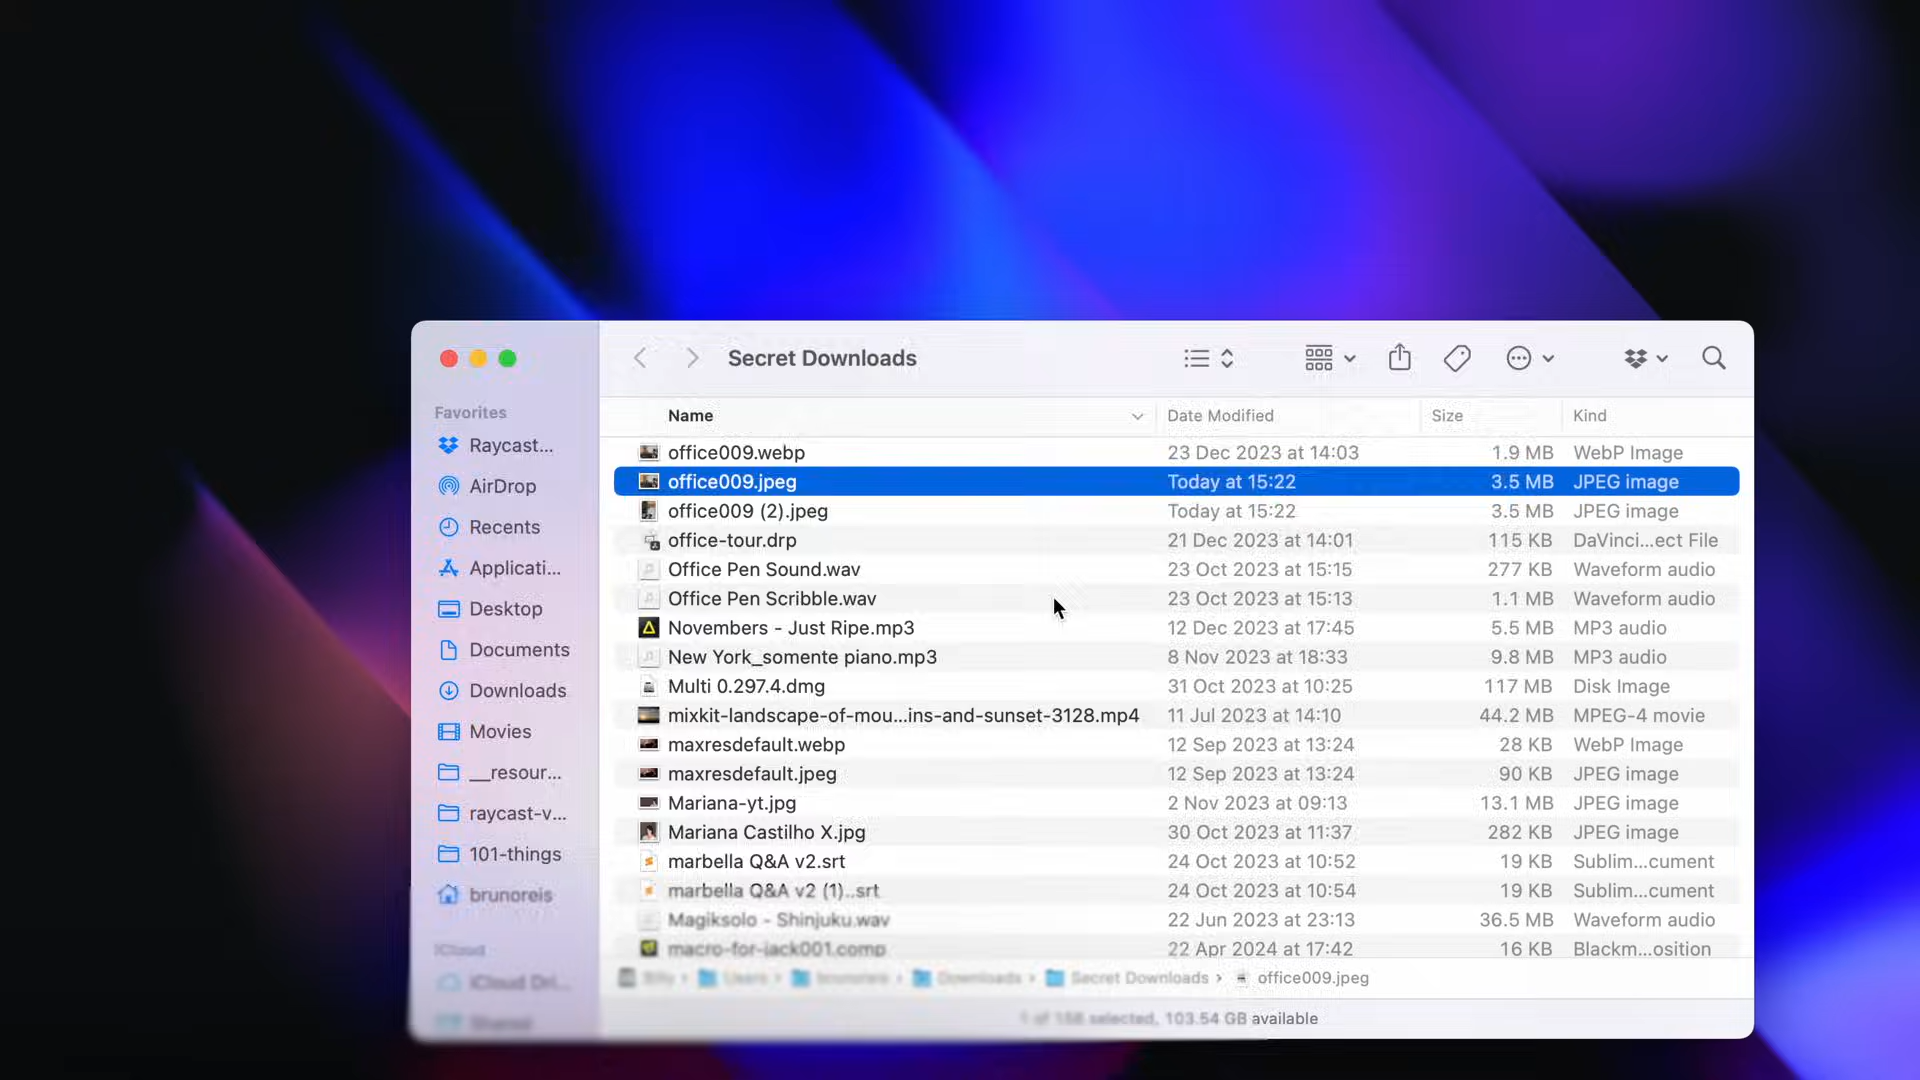 Secret Downloads
Favorites
Raycast...
AirDrop
Recents
Applicati...
Desktop
Documents
Downloads
Movies
__resour...
raycast-v...
101-things
brunoreis
iCloud
iCloud Dri...
Shared
Name Date Modified Size Kind
office009.webp 23 Dec 2023 at 14:03 1.9 MB WebP Image
office009.jpeg Today at 15:22 3.5 MB JPEG image
office009 (2).jpeg Today at 15:22 3.5 MB JPEG image
office-tour.drp 21 Dec 2023 at 14:01 115 KB DaVinci...ect File
Office Pen Sound.wav 23 Oct 2023 at 15:15 277 KB Waveform audio
Office Pen Scribble.wav 23 Oct 2023 at 15:13 1.1 MB Waveform audio
Novembers - Just Ripe.mp3 12 Dec 2023 at 17:45 5.5 MB MP3 audio
New York_somente piano.mp3 8 Nov 2023 at 18:33 9.8 MB MP3 audio
Multi 0.297.4.dmg 31 Oct 2023 at 10:25 117 MB Disk Image
mixkit-landscape-of-mou...ins-and-sunset-3128.mp4 11 Jul 2023 at 14:10 44.2 MB MPEG-4 movie
maxresdefault.webp 12 Sep 2023 at 13:24 28 KB WebP Image
maxresdefault.jpeg 12 Sep 2023 at 13:24 90 KB JPEG image
Mariana-yt.jpg 2 Nov 2023 at 09:13 13.1 MB JPEG image
Mariana Castilho X.jpg 30 Oct 2023 at 11:37 282 KB JPEG image
marbella Q&A v2.srt 24 Oct 2023 at 10:52 19 KB Sublim...cument
marbella Q&A v2 (1)..srt 24 Oct 2023 at 10:54 19 KB Sublim...cument
Magiksolo - Shinjuku.wav 22 Jun 2023 at 23:13 36.5 MB Waveform audio
macro-for-jack001.comp 22 Apr 2024 at 17:42 16 KB Blackm...osition
Users › brunoreis › Downloads › Secret Downloads › office009.jpeg
selected, 103.54 GB available